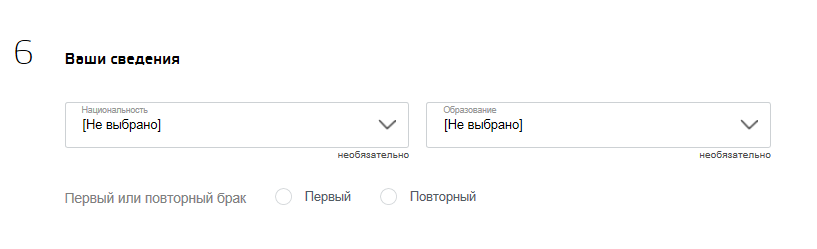 6 Ваши сведения
Национальность Образование
[Не выбрано] [Не выбрано]
необязательно необязательно
Первый или повторный брак Первый Повторный